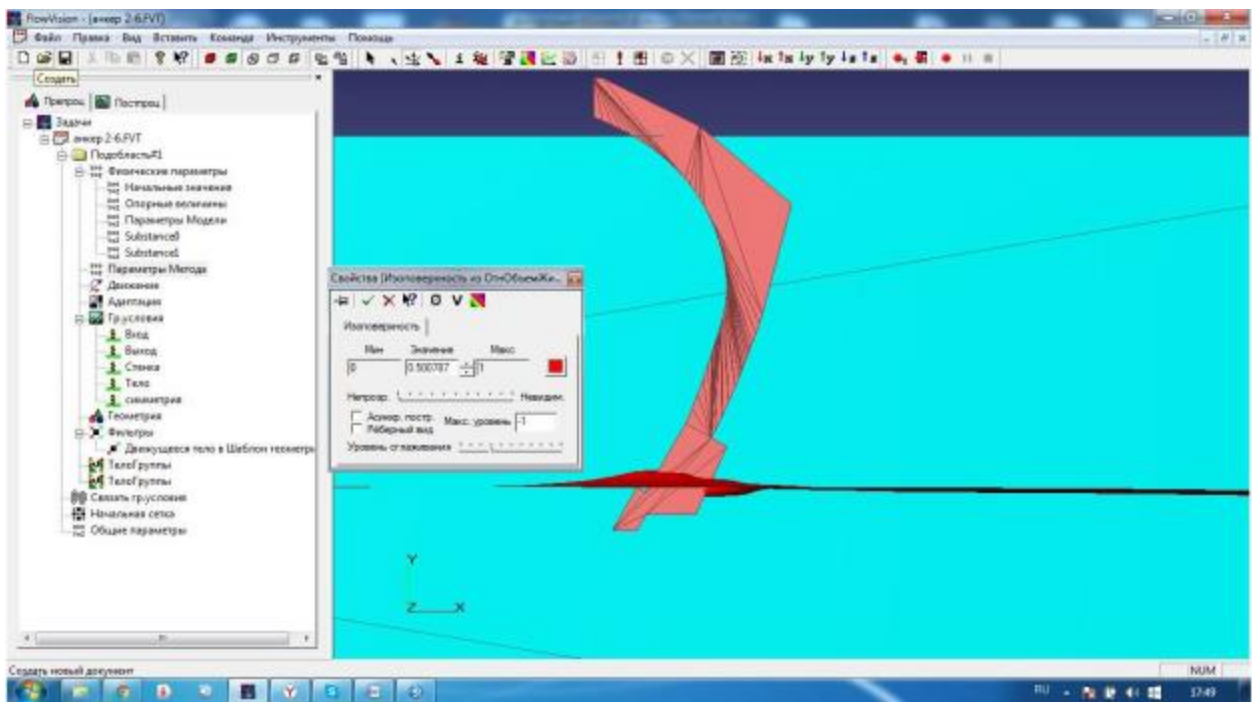 FlowVision - [анкер 2-6.FVT]
Файл Правка Вид Вставить Команда Инструменты Помощь
Создать
Препроц. Постпроц.
Задачи
анкер 2-6.FVT
Подобласть#1
Физические параметры
Начальные значения
Опорные величины
Параметры Модели
Substance0
Substance1
Параметры Метода
Движение
Адаптация
Гр.условия
Вход
Выход
Стенка
Тело
симметрия
Геометрия
Фильтры
Движущееся тело в Шаблон геометри
ТелоГруппы
ТелоГруппы
Связать гр.условия
Начальная сетка
Общие параметры
Свойства (Изоповерхность из ОтнОбъемЖи...
Изоповерхность
Мин Значение Макс
0 0.500787 1
Непрозр. Невидим.
Асинхр. постр. Макс. уровень -1
Рёберный вид
Уровень сглаживания
Y
Z X
Создать новый документ
NUM
RU 17:49